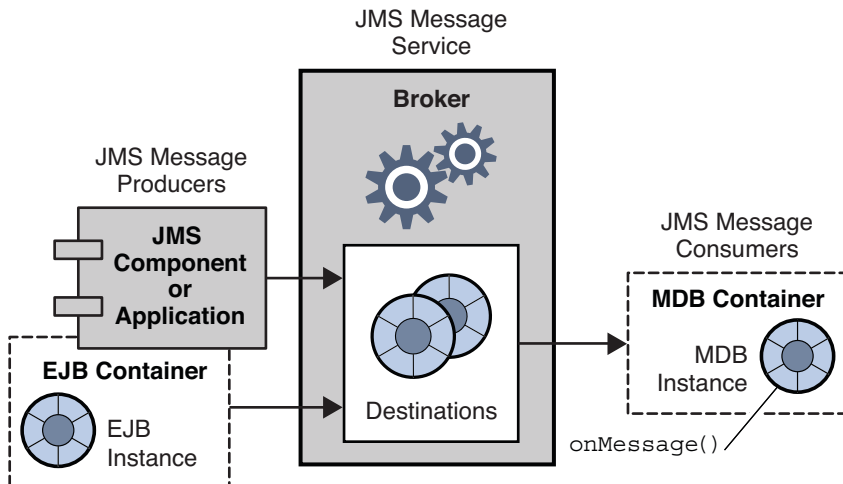 JMS Message
Service
Broker
JMS Message
Producers
JMS
Component
or
Application
EJB Container
EJB
Instance
Destinations
JMS Message
Consumers
MDB Container
MDB
Instance
onMessage()